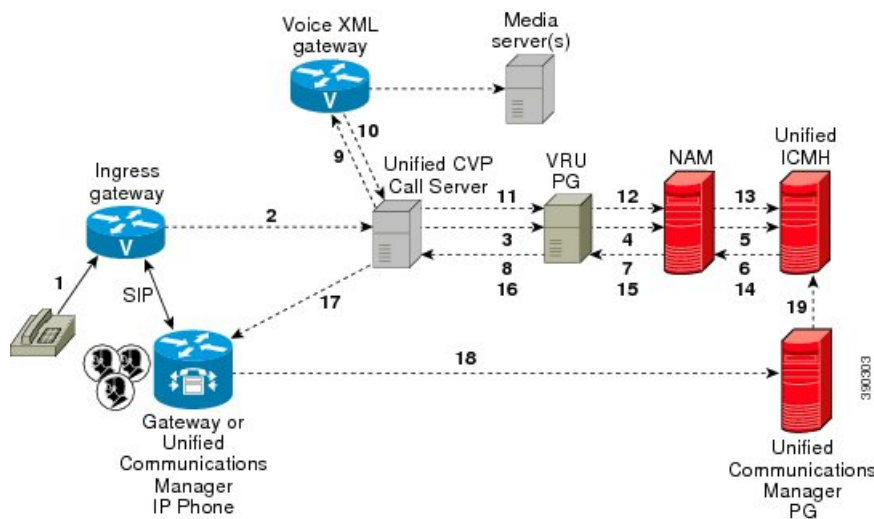 Voice XML
gateway
Media
server(s)
V
10
9
Unified CVP
Call Server
VRU
PG
NAM
Unified
ICMH
Ingress
gateway
V
2
11
12
13
3
4
5
8
7
6
16
15
14
1
SIP
17
19
18
Gateway or
Unified
Communications
Manager
IP Phone
Unified
Communications
Manager
PG
390303